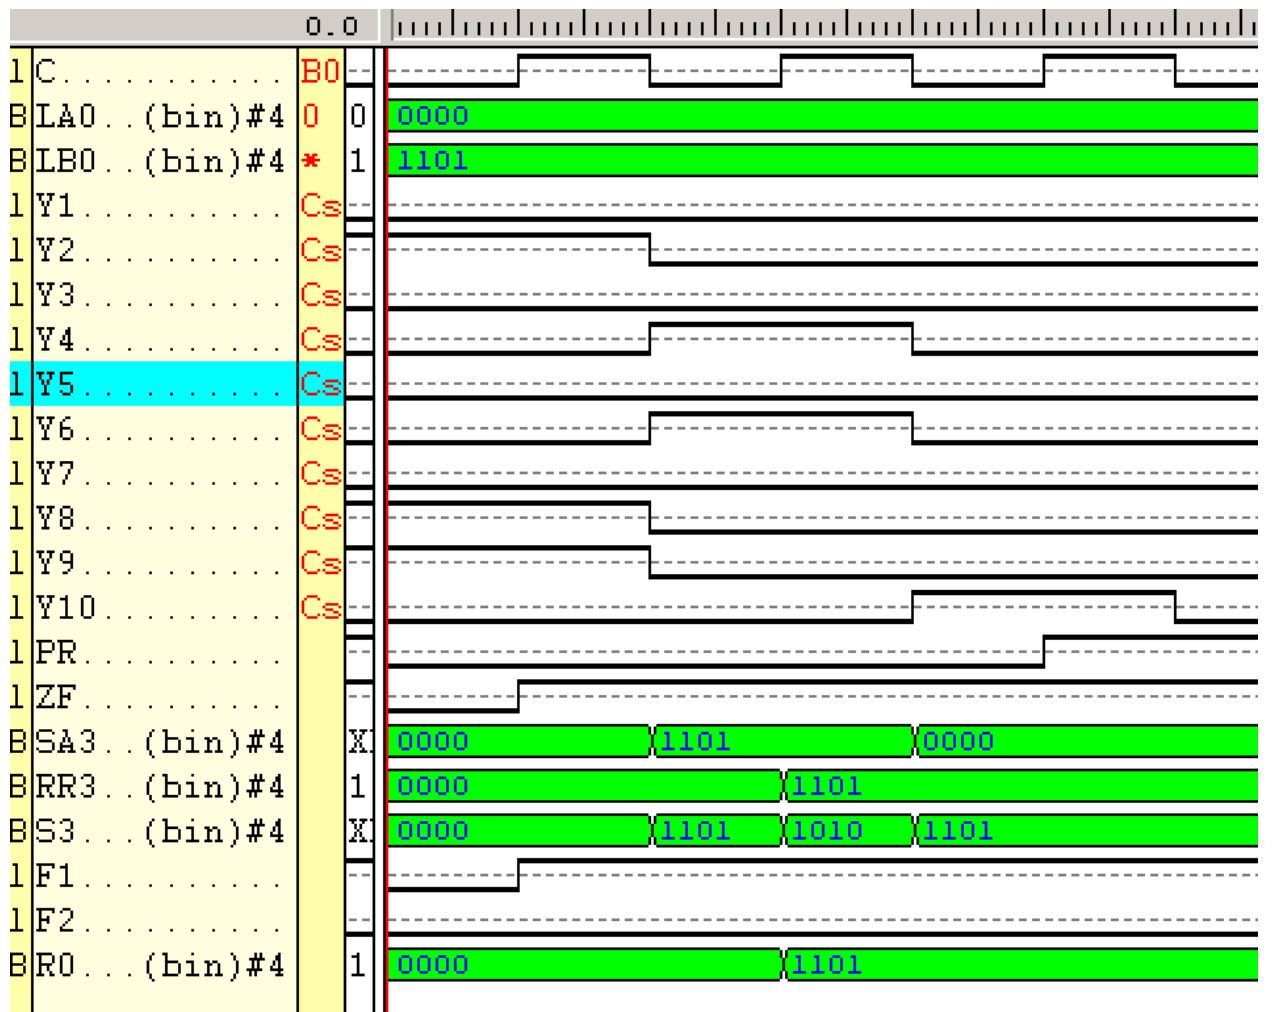 0.0
1 C........... B0
B LA0..(bin)#4 0 0 0000
B LB0..(bin)#4 * 1 1101
1 Y1.......... Cs
1 Y2.......... Cs
1 Y3.......... Cs
1 Y4.......... Cs
1 Y5.......... Cs
1 Y6.......... Cs
1 Y7.......... Cs
1 Y8.......... Cs
1 Y9.......... Cs
1 Y10......... Cs
1 PR..........
1 ZF..........
B SA3..(bin)#4 X 0000 1101 0000
B RR3..(bin)#4 1 0000 1101
B S3...(bin)#4 X 0000 1101 1010 1101
1 F1..........
1 F2..........
B R0...(bin)#4 1 0000 1101